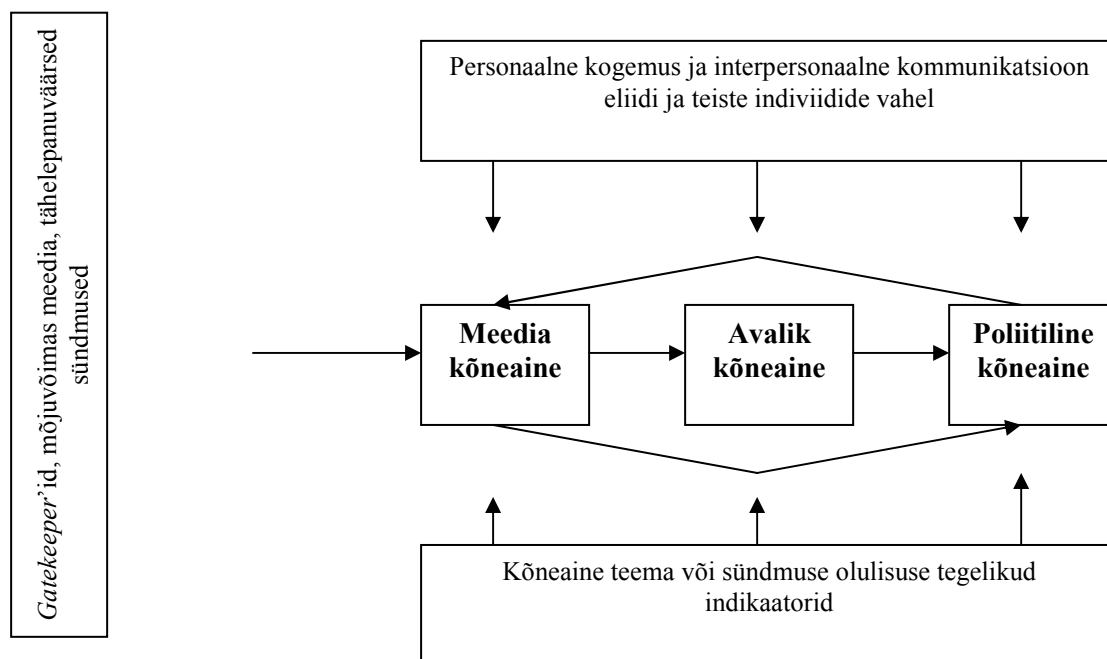 Gatekeeper’id, mõjuvõimas meedia, tähelepanuväärsed
sündmused
Personaalne kogemus ja interpersonaalne kommunikatsioon
eliidi ja teiste indiviidide vahel
Meedia
kõneaine
Avalik
kõneaine
Poliitiline
kõneaine
Kõneaine teema või sündmuse olulisuse tegelikud
indikaatorid